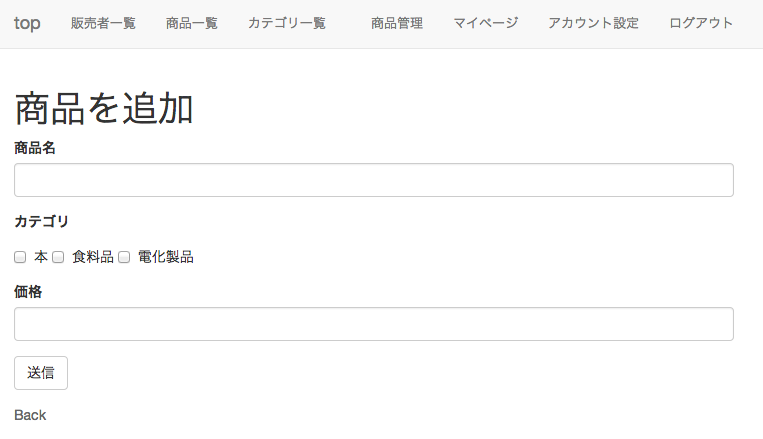 top 販売者一覧 商品一覧 カテゴリ一覧 商品管理 マイページ アカウント設定 ログアウト
商品を追加
商品名
カテゴリ
本 食料品 電化製品
価格
送信
Back